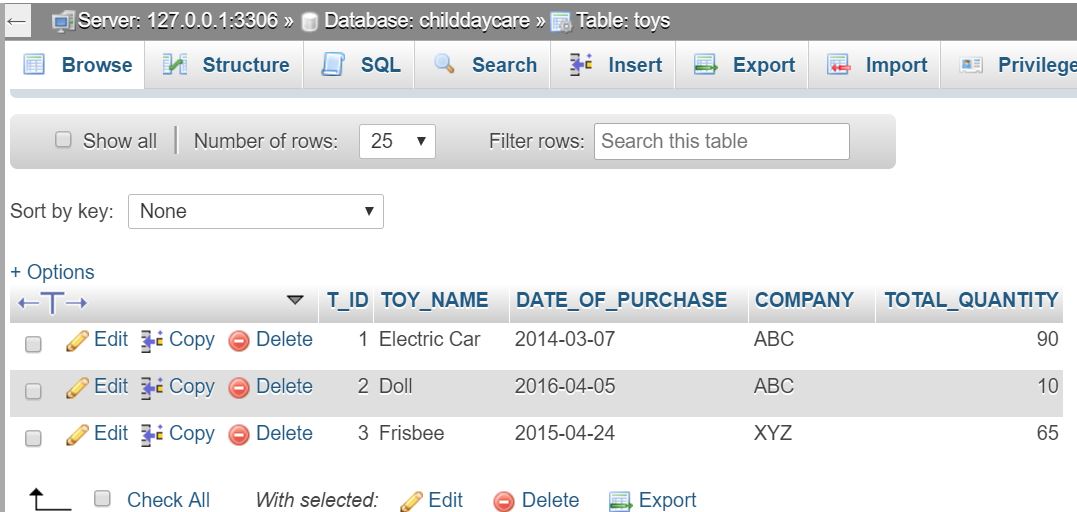 Server: 127.0.0.1:3306 » Database: childdaycare » Table: toys
Browse Structure SQL Search Insert Export Import Privilege
Show all Number of rows: 25 Filter rows: Search this table
Sort by key: None
+ Options
T_ID TOY_NAME DATE_OF_PURCHASE COMPANY TOTAL_QUANTITY
Edit Copy Delete 1 Electric Car 2014-03-07 ABC 90
Edit Copy Delete 2 Doll 2016-04-05 ABC 10
Edit Copy Delete 3 Frisbee 2015-04-24 XYZ 65
Check All With selected: Edit Delete Export